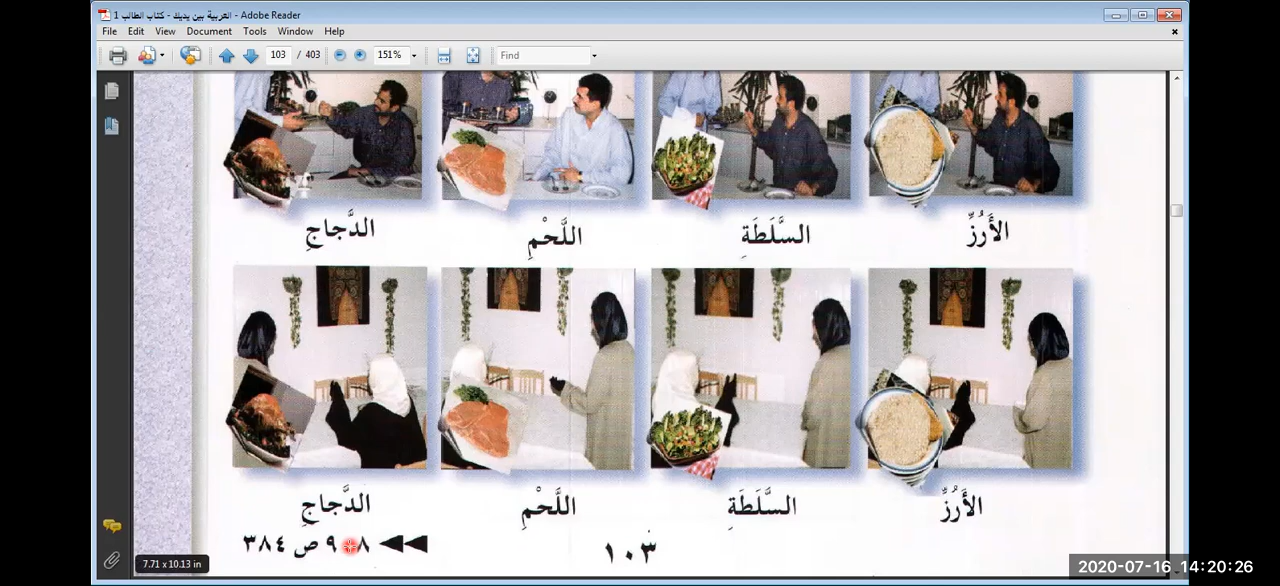 العربية بين يديك - كتاب الطالب 1 - Adobe Reader
File Edit View Document Tools Window Help
103 / 403 151% Find
الأَرُزِّ السَّلَطَةِ اللَّحْمِ الدَّجاجِ
الأَرُزِّ السَّلَطَةِ اللَّحْمِ الدَّجاجِ
١٠٣
ص ٣٨٤
7.71 x 10.13 in
2020-07-16 14:20:26